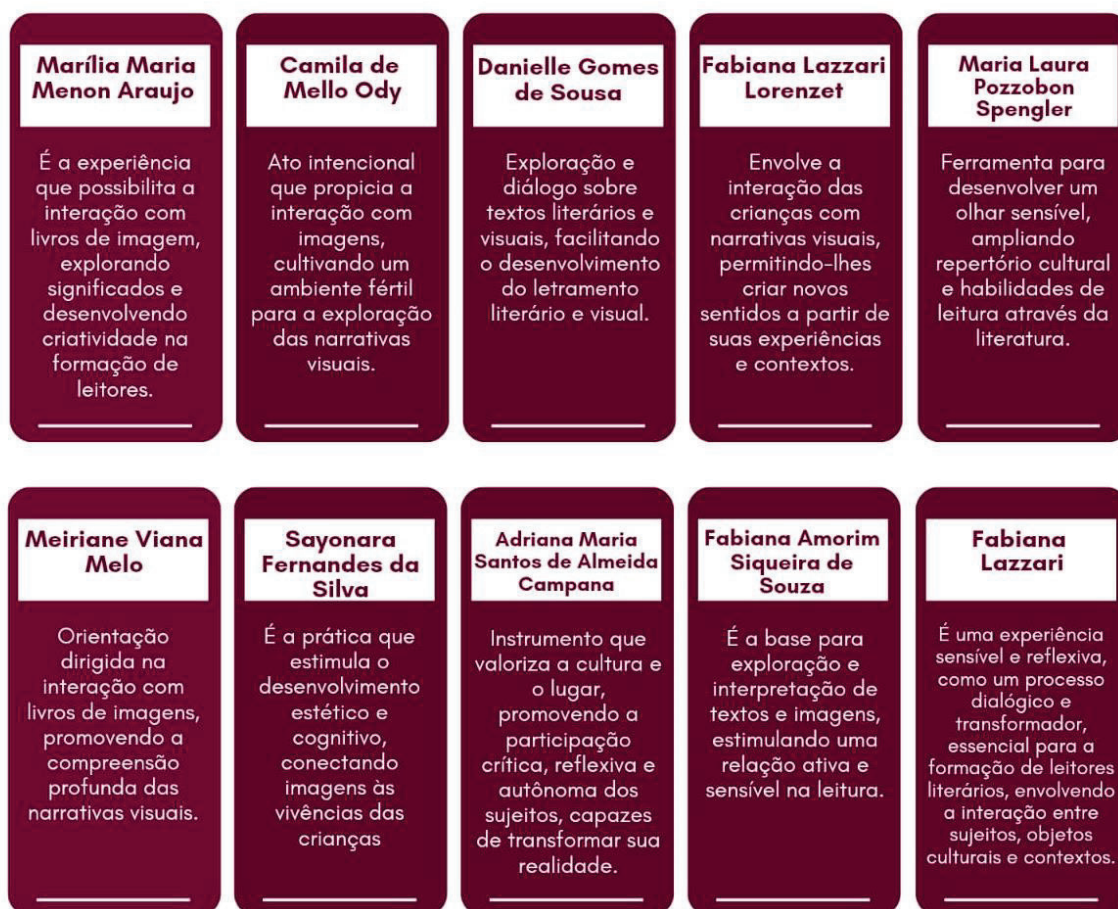 Marília Maria
Menon Araujo
É a experiência
que possibilita a
interação com
livros de imagem,
explorando
significados e
desenvolvendo
criatividade na
formação de
leitores.
Camila de
Mello Ody
Ato intencional
que propicia a
interação com
imagens,
cultivando um
ambiente fértil
para a exploração
das narrativas
visuais.
Danielle Gomes
de Sousa
Exploração e
diálogo sobre
textos literários e
visuais, facilitando
o desenvolvimento
do letramento
literário e visual.
Fabiana Lazzari
Lorenzet
Envolve a
interação das
crianças com
narrativas visuais,
permitindo-lhes
criar novos
sentidos a partir de
suas experiências
e contextos.
Maria Laura
Pozzobon
Spengler
Ferramenta para
desenvolver um
olhar sensível,
ampliando
repertório cultural
e habilidades de
leitura através da
literatura.
Meiriane Viana
Melo
Orientação
dirigida na
interação com
livros de imagens,
promovendo a
compreensão
profunda das
narrativas visuais.
Sayonara
Fernandes da
Silva
É a prática que
estimula o
desenvolvimento
estético e
cognitivo,
conectando
imagens às
vivências das
crianças
Adriana Maria
Santos de Almeida
Campana
Instrumento que
valoriza a cultura e
o lugar,
promovendo a
participação
crítica, reflexiva e
autônoma dos
sujeitos, capazes
de transformar sua
realidade.
Fabiana Amorim
Siqueira de
Souza
É a base para
exploração e
interpretação de
textos e imagens,
estimulando uma
relação ativa e
sensível na leitura.
Fabiana
Lazzari
É uma experiência
sensível e reflexiva,
como um processo
dialógico e
transformador,
essencial para a
formação de leitores
literários, envolvendo
a interação entre
sujeitos, objetos
culturais e contextos.